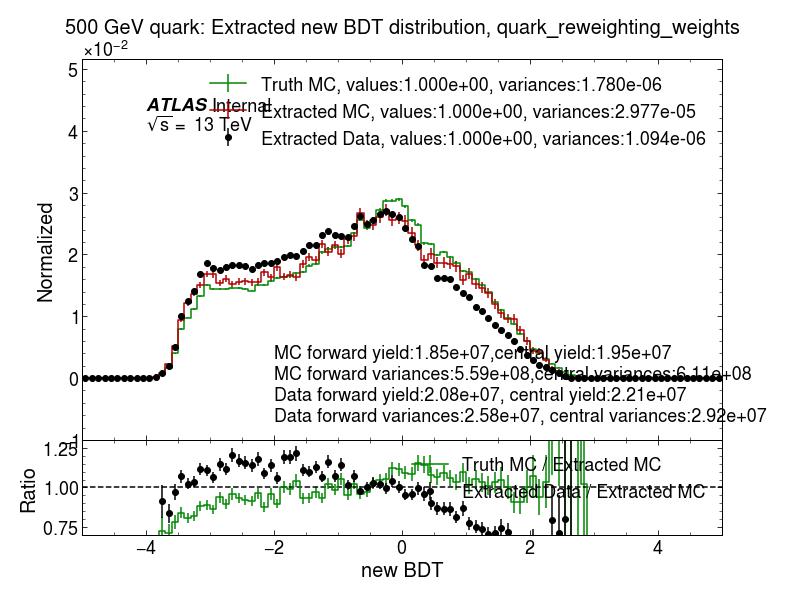 500 GeV quark: Extracted new BDT distribution, quark_reweighting_weights
×10⁻²
5
4
3
2
1
0
−1
Normalized
Truth MC, values:1.000e+00, variances:1.780e-06
ATLAS Internal
Extracted MC, values:1.000e+00, variances:2.977e-05
√s = 13 TeV
Extracted Data, values:1.000e+00, variances:1.094e-06
MC forward yield:1.85e+07,central yield:1.95e+07
MC forward variances:5.59e+08,central variances:6.11e+08
Data forward yield:2.08e+07, central yield:2.21e+07
Data forward variances:2.58e+07, central variances:2.92e+07
1.25
1.00
0.75
Ratio
Truth MC / Extracted MC
Extracted Data / Extracted MC
−4 −2 0 2 4
new BDT